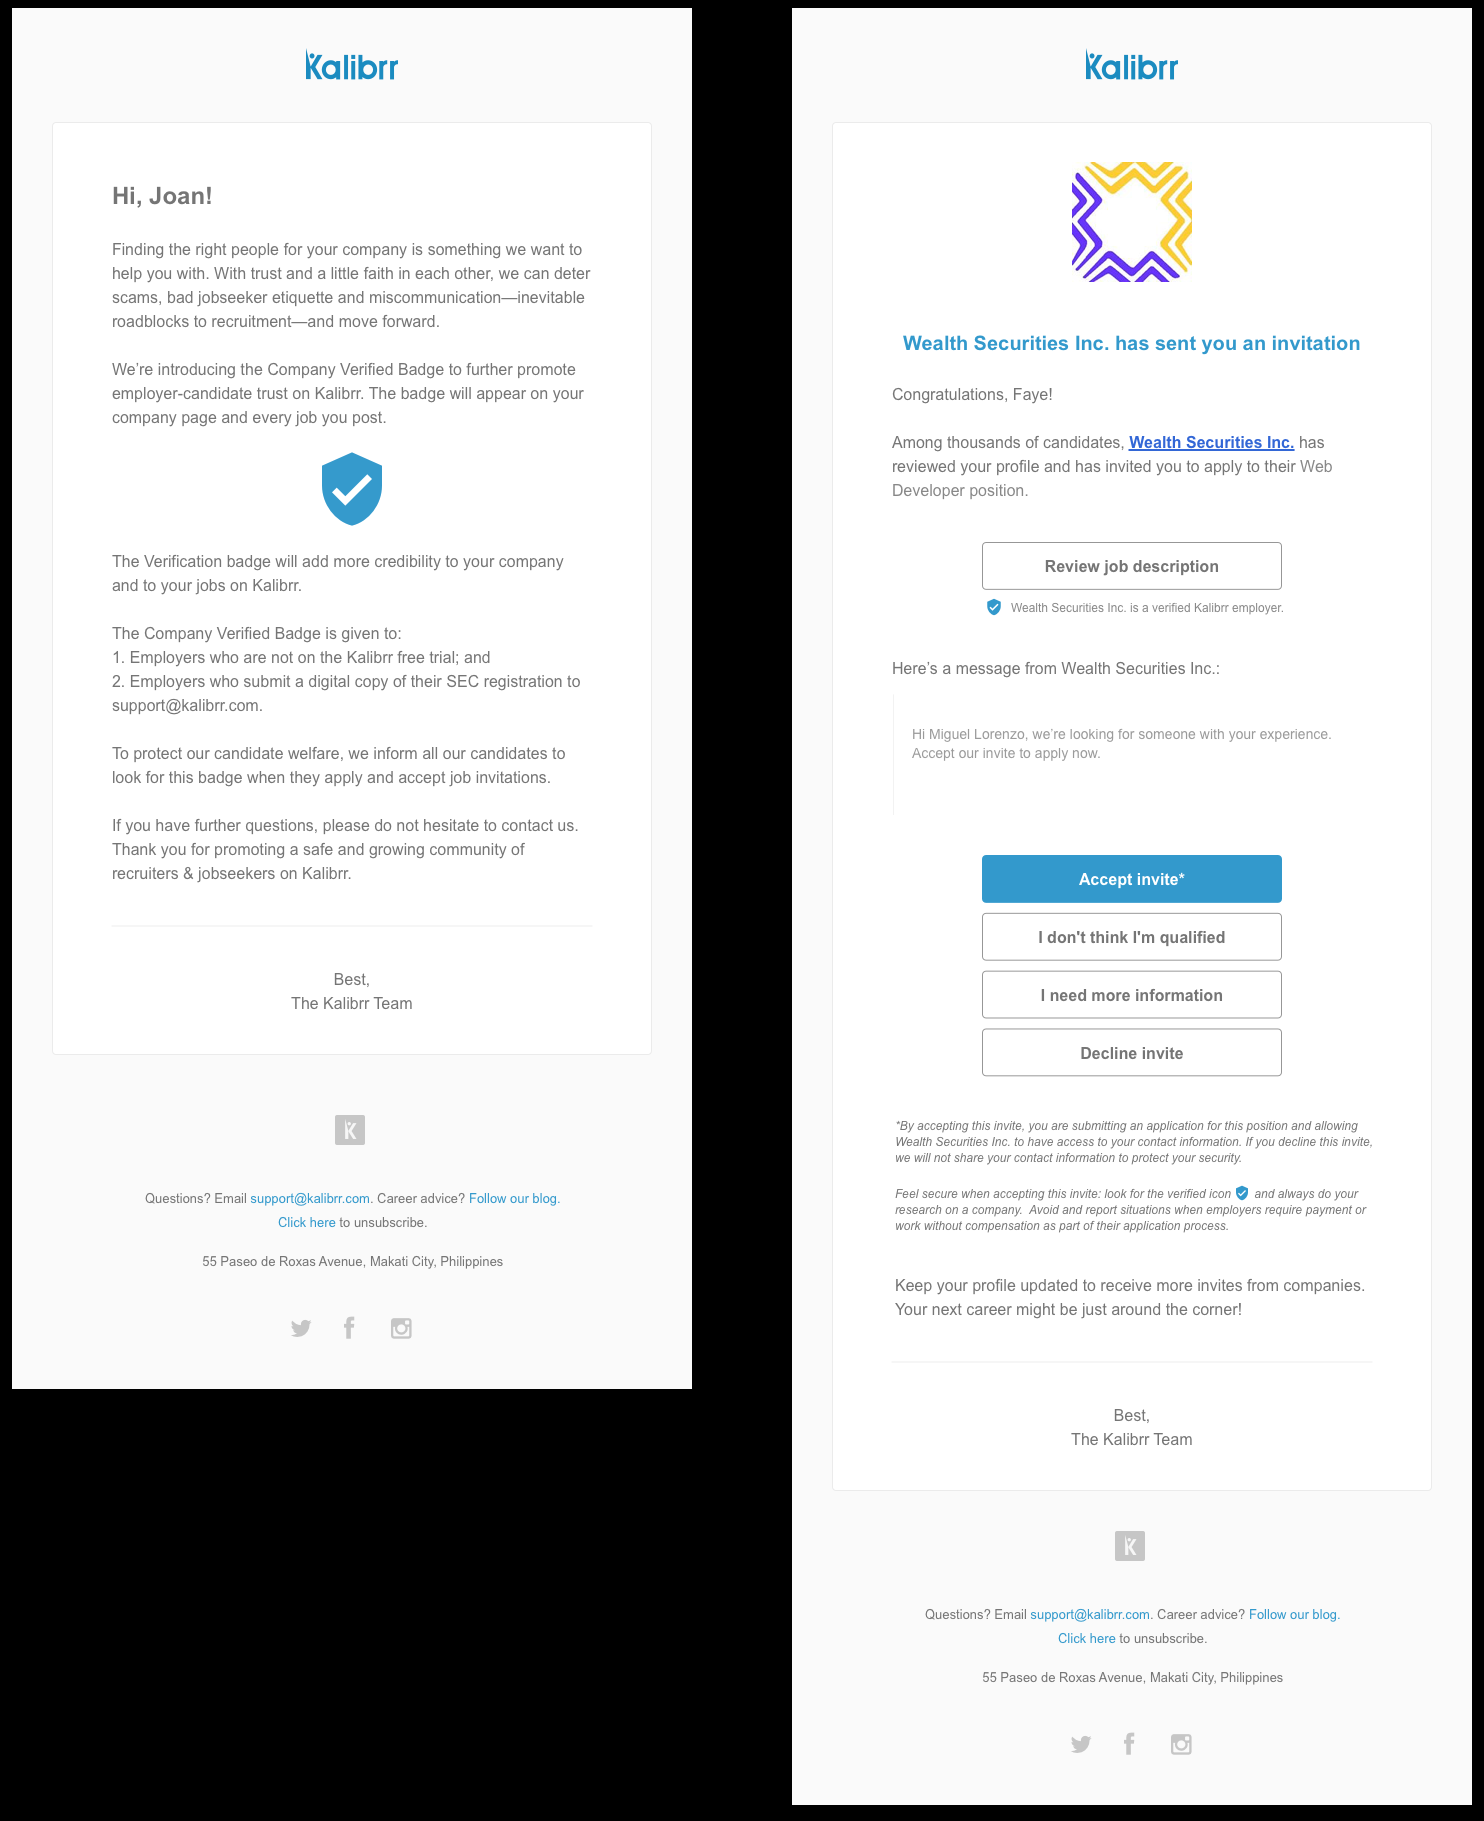 Kalibrr
Hi, Joan!
Finding the right people for your company is something we want to
help you with. With trust and a little faith in each other, we can deter
scams, bad jobseeker etiquette and miscommunication—inevitable
roadblocks to recruitment—and move forward.
We’re introducing the Company Verified Badge to further promote
employer-candidate trust on Kalibrr. The badge will appear on your
company page and every job you post.
The Verification badge will add more credibility to your company
and to your jobs on Kalibrr.
The Company Verified Badge is given to:
1. Employers who are not on the Kalibrr free trial; and
2. Employers who submit a digital copy of their SEC registration to
support@kalibrr.com.
To protect our candidate welfare, we inform all our candidates to
look for this badge when they apply and accept job invitations.
If you have further questions, please do not hesitate to contact us.
Thank you for promoting a safe and growing community of
recruiters & jobseekers on Kalibrr.
Best,
The Kalibrr Team
K
Questions? Email support@kalibrr.com. Career advice? Follow our blog.
Click here to unsubscribe.
55 Paseo de Roxas Avenue, Makati City, Philippines
Kalibrr
Wealth Securities Inc. has sent you an invitation
Congratulations, Faye!
Among thousands of candidates, Wealth Securities Inc. has
reviewed your profile and has invited you to apply to their Web
Developer position.
Review job description
Wealth Securities Inc. is a verified Kalibrr employer.
Here’s a message from Wealth Securities Inc.:
Hi Miguel Lorenzo, we’re looking for someone with your experience.
Accept our invite to apply now.
Accept invite*
I don't think I'm qualified
I need more information
Decline invite
*By accepting this invite, you are submitting an application for this position and allowing
Wealth Securities Inc. to have access to your contact information. If you decline this invite,
we will not share your contact information to protect your security.
Feel secure when accepting this invite: look for the verified icon and always do your
research on a company. Avoid and report situations when employers require payment or
work without compensation as part of their application process.
Keep your profile updated to receive more invites from companies.
Your next career might be just around the corner!
Best,
The Kalibrr Team
K
Questions? Email support@kalibrr.com. Career advice? Follow our blog.
Click here to unsubscribe.
55 Paseo de Roxas Avenue, Makati City, Philippines